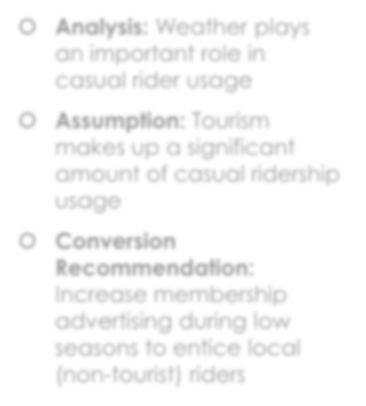 Analysis: Weather plays
an important role in
casual rider usage
Assumption: Tourism
makes up a significant
amount of casual ridership
usage
Conversion
Recommendation:
Increase membership
advertising during low
seasons to entice local
(non-tourist) riders